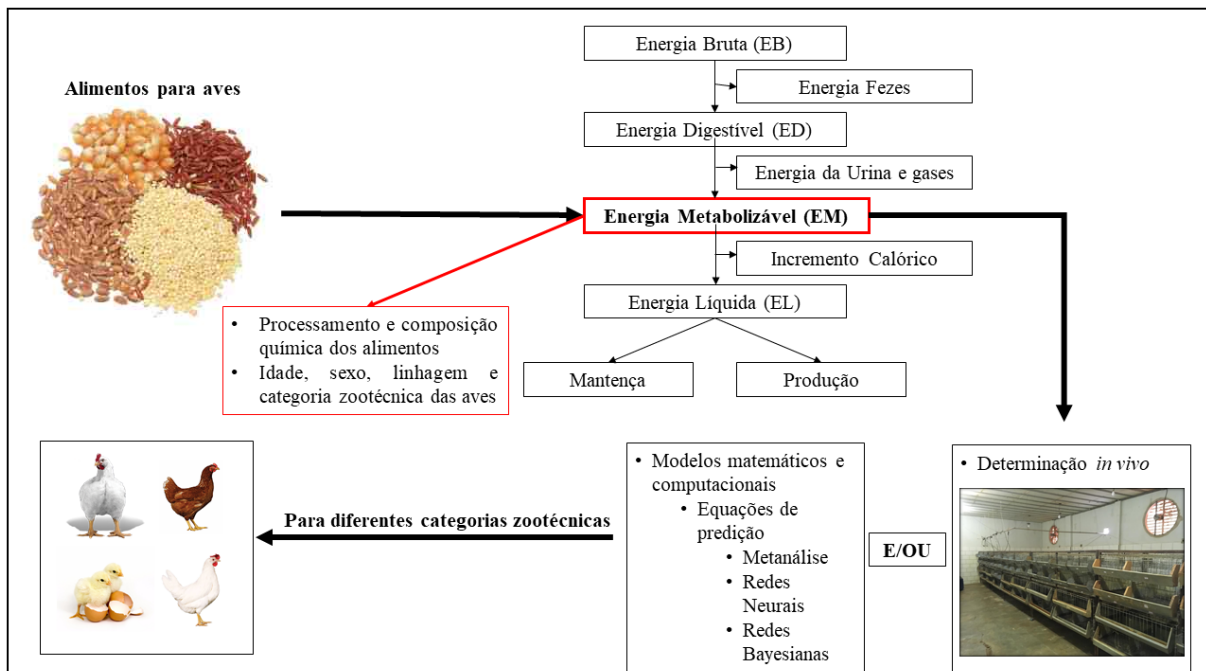 Energia Bruta (EB)
Alimentos para aves
Energia Fezes
Energia Digestível (ED)
Energia da Urina e gases
Energia Metabolizável (EM)
Incremento Calórico
Energia Líquida (EL)
• Processamento e composição
química dos alimentos
• Idade, sexo, linhagem e
categoria zootécnica das aves
Mantença
Produção
• Modelos matemáticos e
computacionais
• Equações de
predição
• Metanálise
• Redes
Neurais
• Redes
Bayesianas
• Determinação in vivo
Para diferentes categorias zootécnicas
E/OU